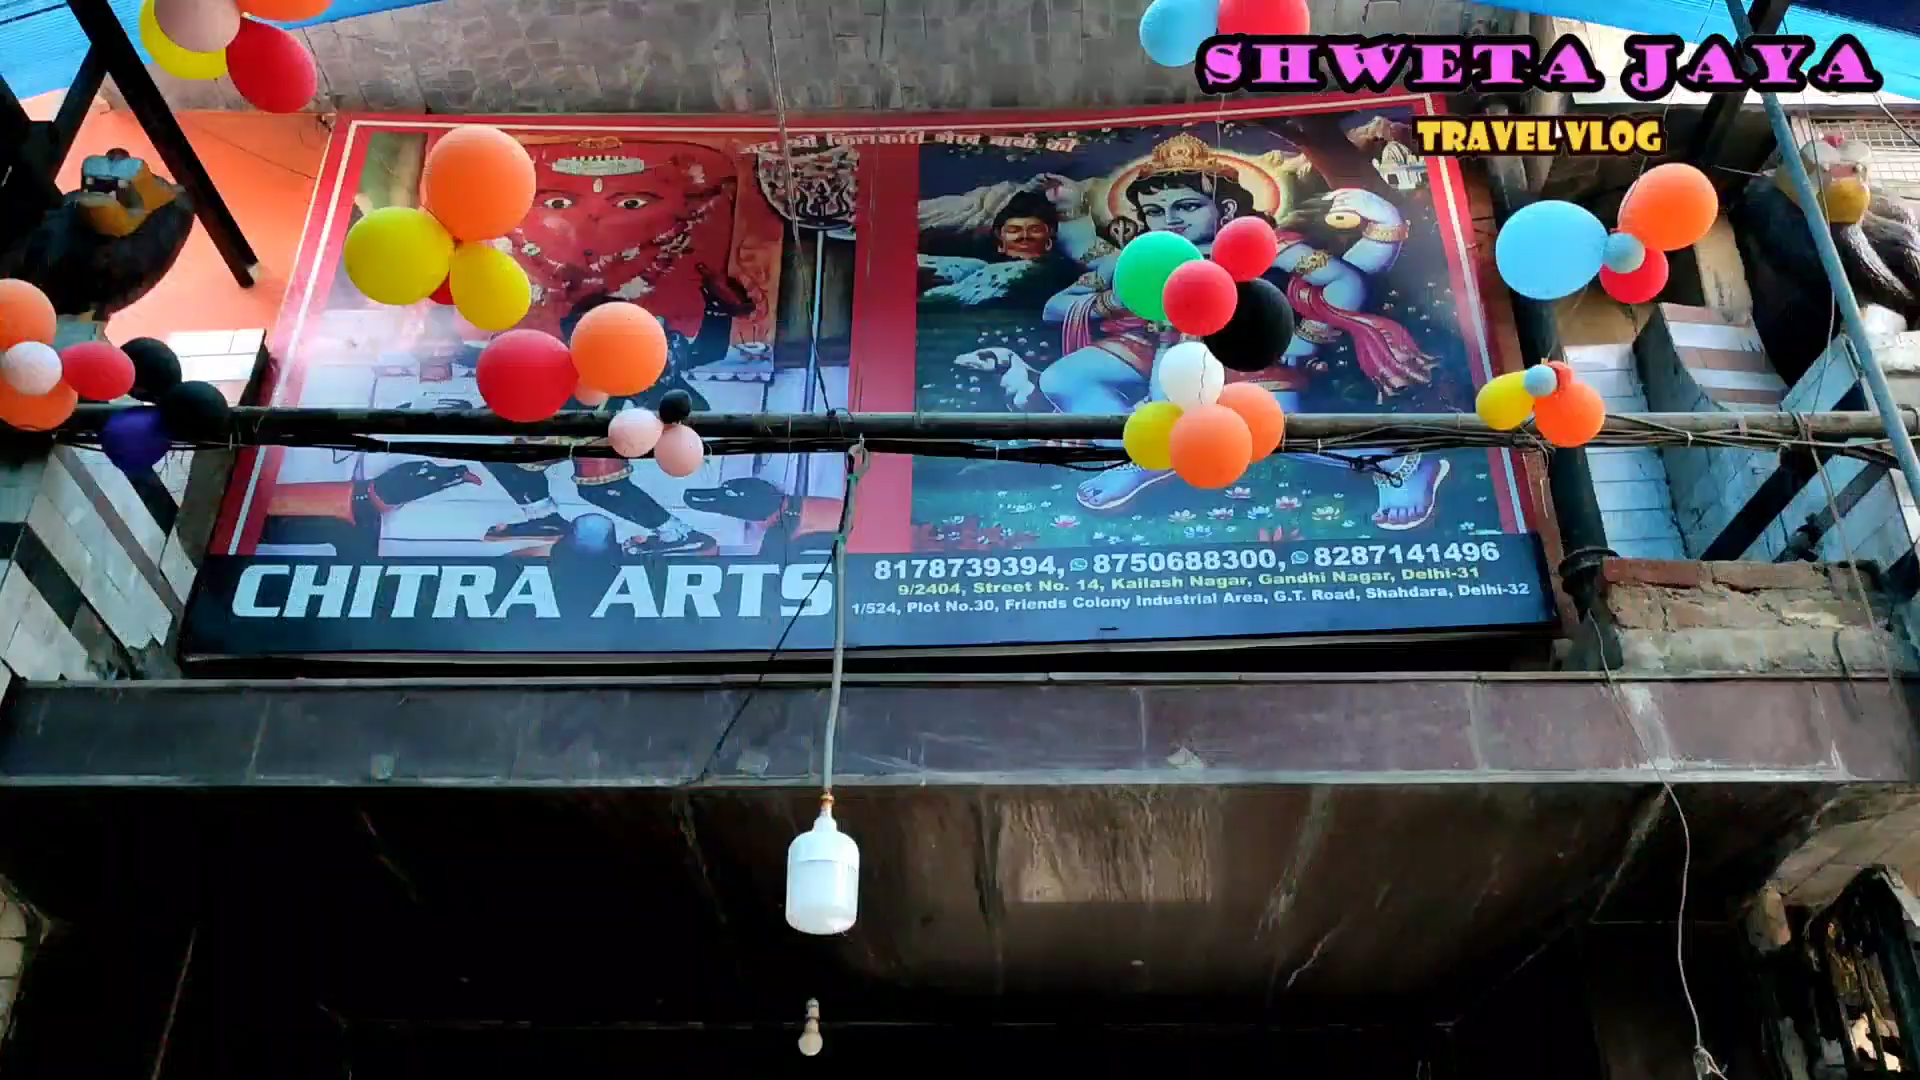 SHWETA JAYA
TRAVEL VLOG
CHITRA ARTS
8178739394, 8750688300, 8287141496
9/2404, Street No. 14, Kailash Nagar, Gandhi Nagar, Delhi-31
1/524, Plot No.30, Friends Colony Industrial Area, G.T. Road, Shahdara, Delhi-32